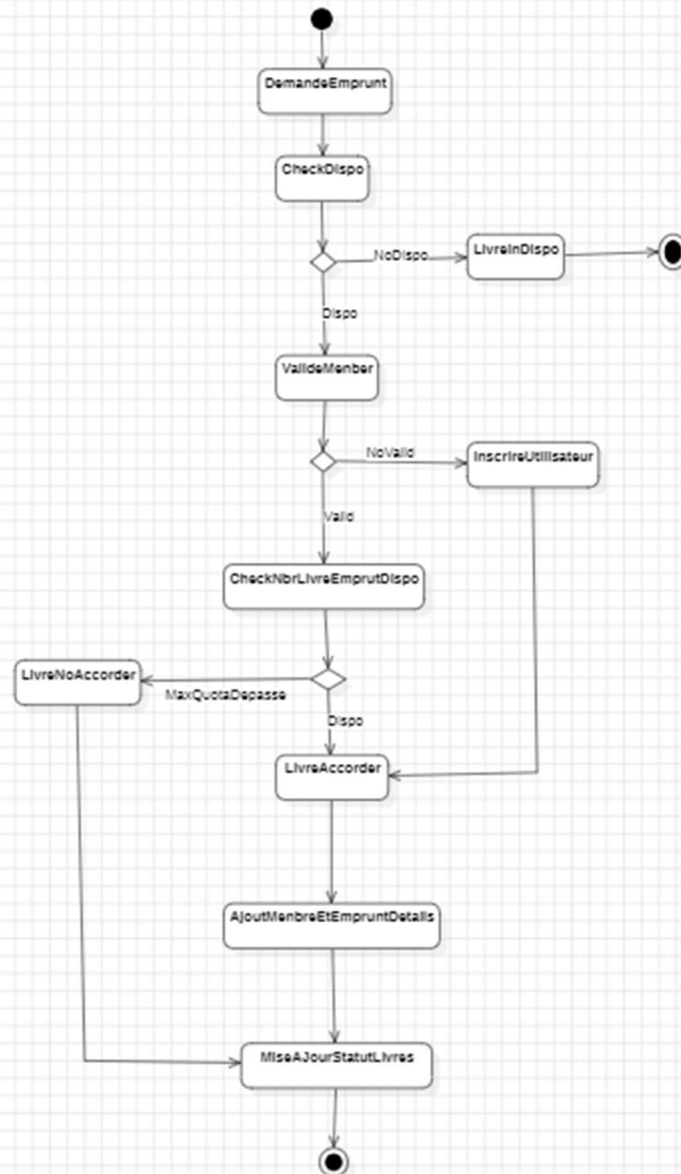 DemandeEmprunt
CheckDispo
NoDispo
LivreInDispo
Dispo
ValideMenber
NoValid
InscrireUtilisateur
Valid
CheckNbrLivreEmprutDispo
LivreNoAccorder
MaxQuotaDepasse
Dispo
LivreAccorder
AjoutMenbreEtEmpruntDetails
MiseAJourStatutLivres